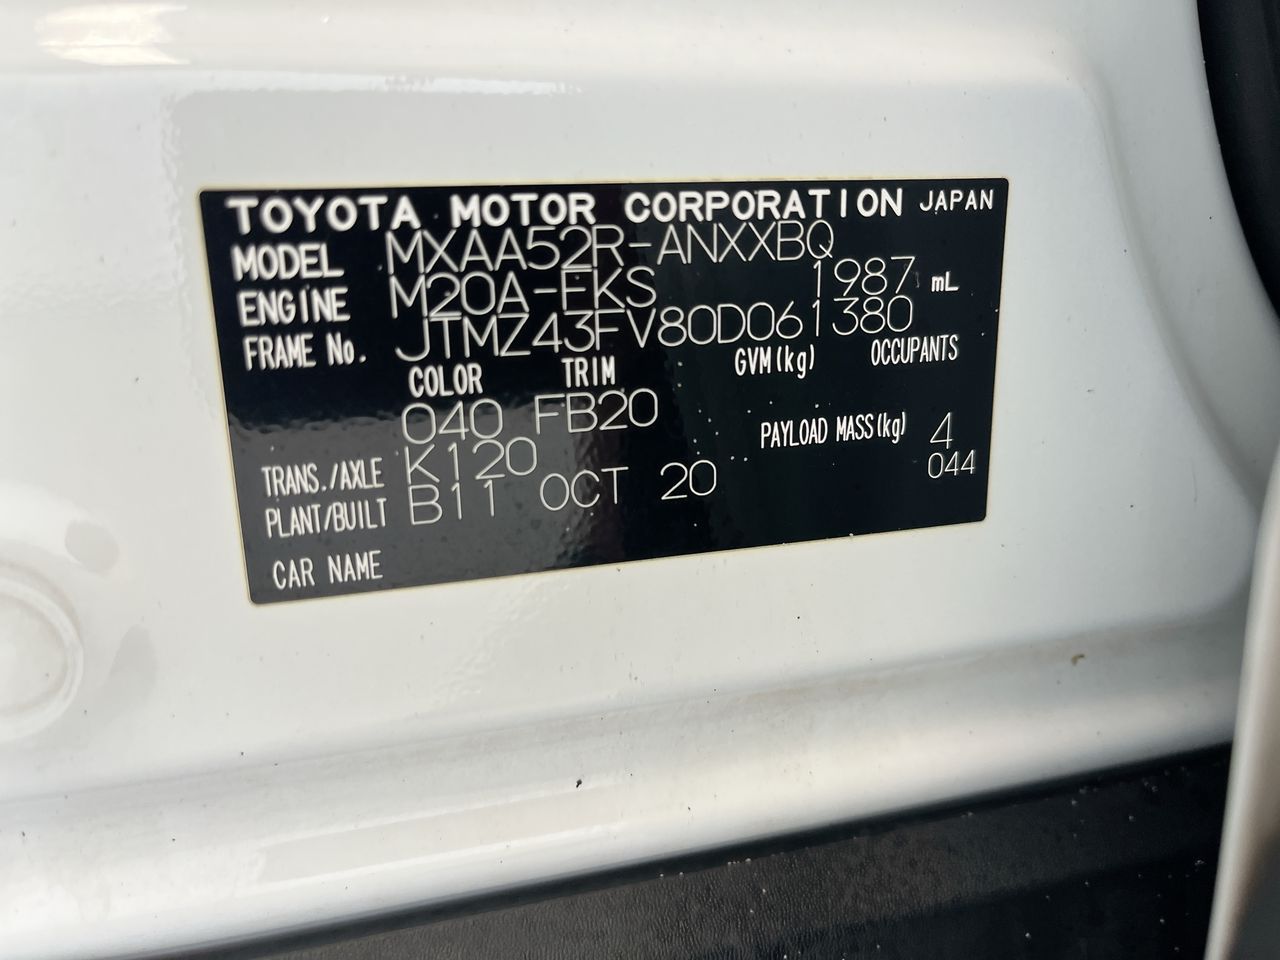 TOYOTA MOTOR CORPORATION JAPAN
MODEL MXAA52R-ANXXBQ
ENGINE M20A-FKS 1987 mL
FRAME No. JTMZ43FV80D061380
COLOR TRIM GVM(kg) OCCUPANTS
040 FB20
PAYLOAD MASS(kg) 4
TRANS./AXLE K120 044
PLANT/BUILT B11 OCT 20
CAR NAME